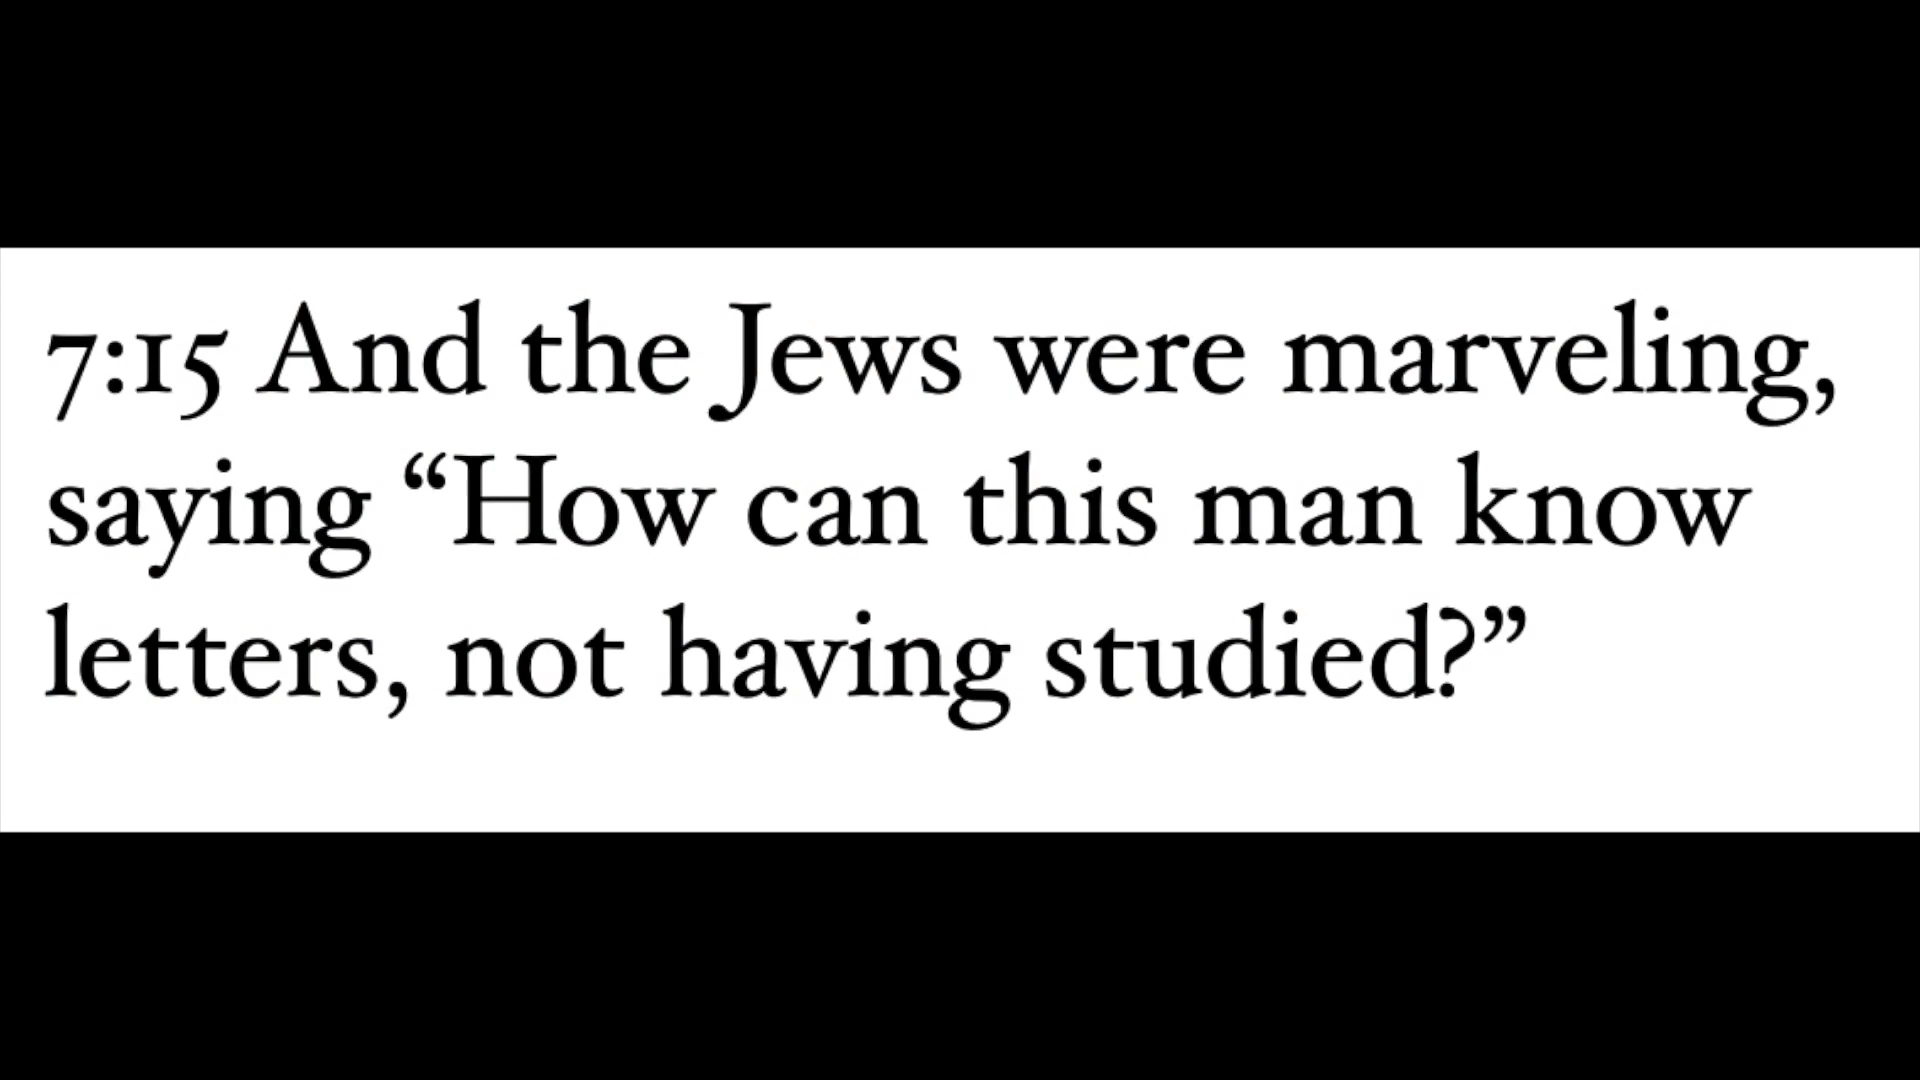 7:15 And the Jews were marveling,
saying “How can this man know
letters, not having studied?”